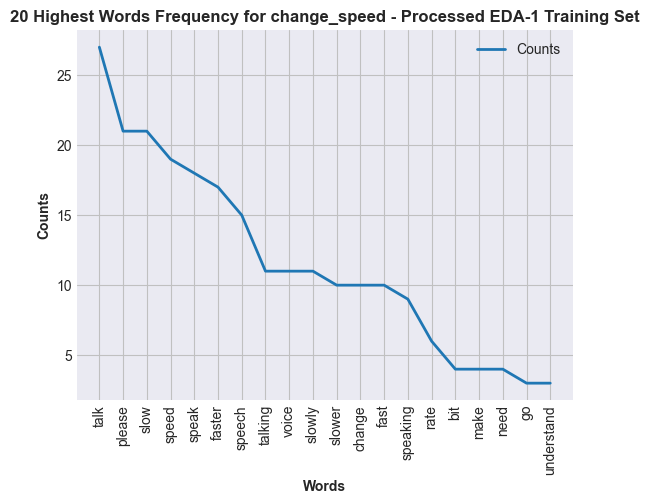 20 Highest Words Frequency for change_speed - Processed EDA-1 Training Set
Counts
25
20
15
10
5
Counts
talk
please
slow
speed
speak
faster
speech
talking
voice
slowly
slower
change
fast
speaking
rate
bit
make
need
go
understand
Words